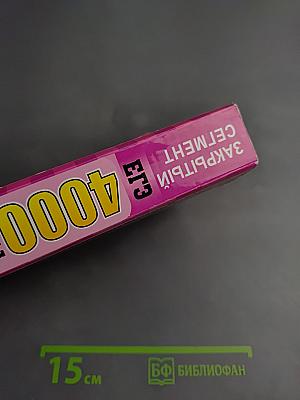 ЗАКРЫТЫЙ
СЕГМЕНТ
ЕГЭ
4000
15 см
БФ БИБЛИОФАН